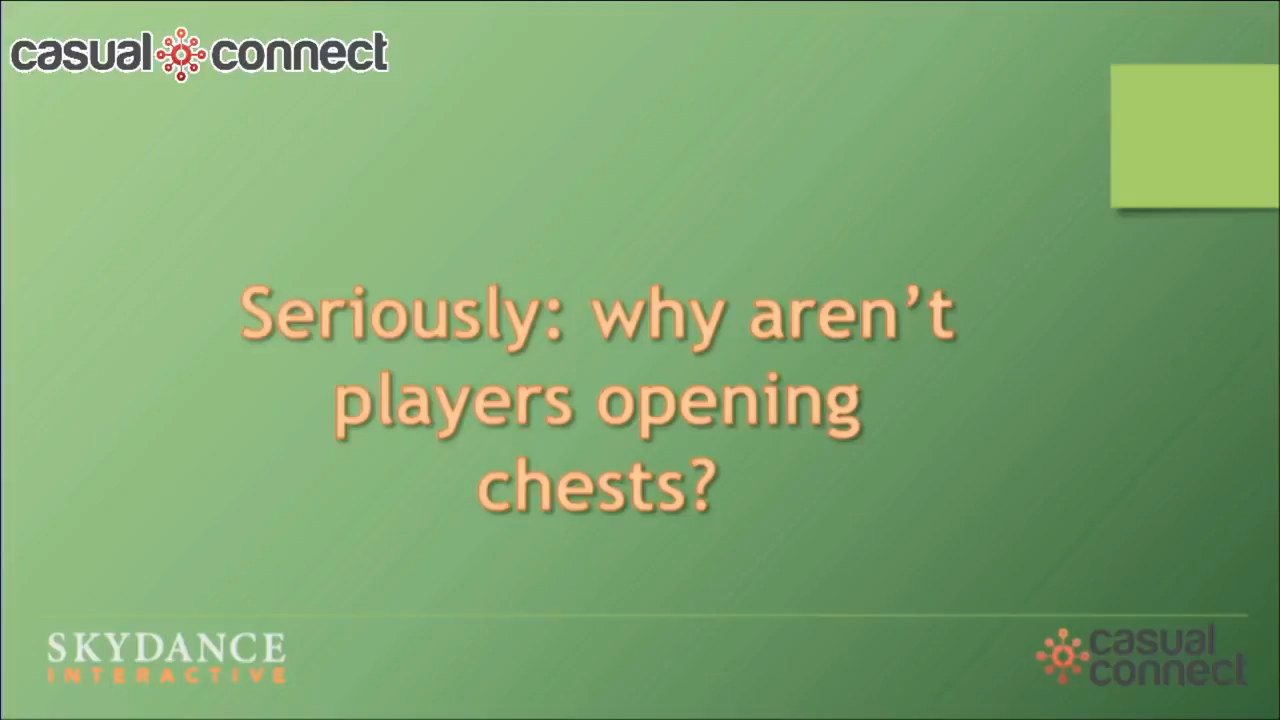 casual connect
Seriously: why aren’t
players opening
chests?
SKYDANCE
INTERACTIVE
casual
connect